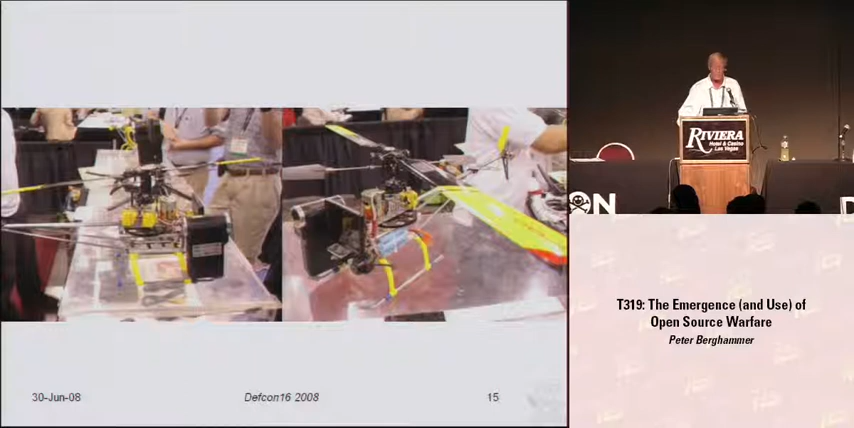 RIVIERA
Hotel & Casino
Las Vegas
ON
D
T319: The Emergence (and Use) of
Open Source Warfare
Peter Berghammer
30-Jun-08
Defcon16 2008
15